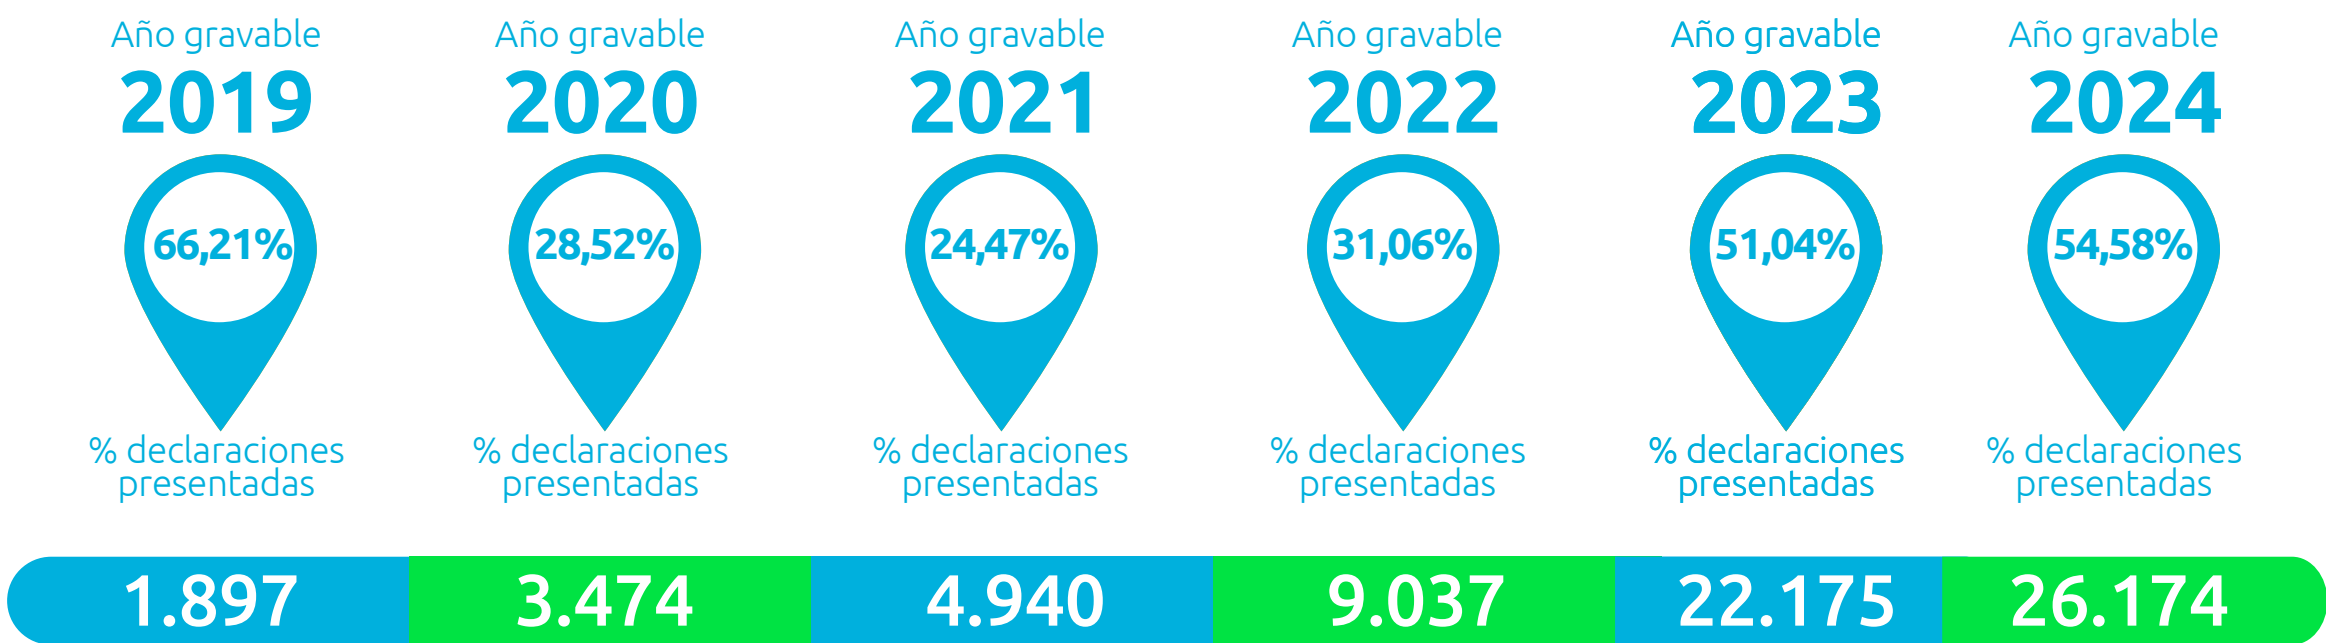 Año gravable
2019
66,21%
% declaraciones
presentadas
1.897
Año gravable
2020
28,52%
% declaraciones
presentadas
3.474
Año gravable
2021
24,47%
% declaraciones
presentadas
4.940
Año gravable
2022
31,06%
% declaraciones
presentadas
9.037
Año gravable
2023
51,04%
% declaraciones
presentadas
22.175
Año gravable
2024
54,58%
% declaraciones
presentadas
26.174